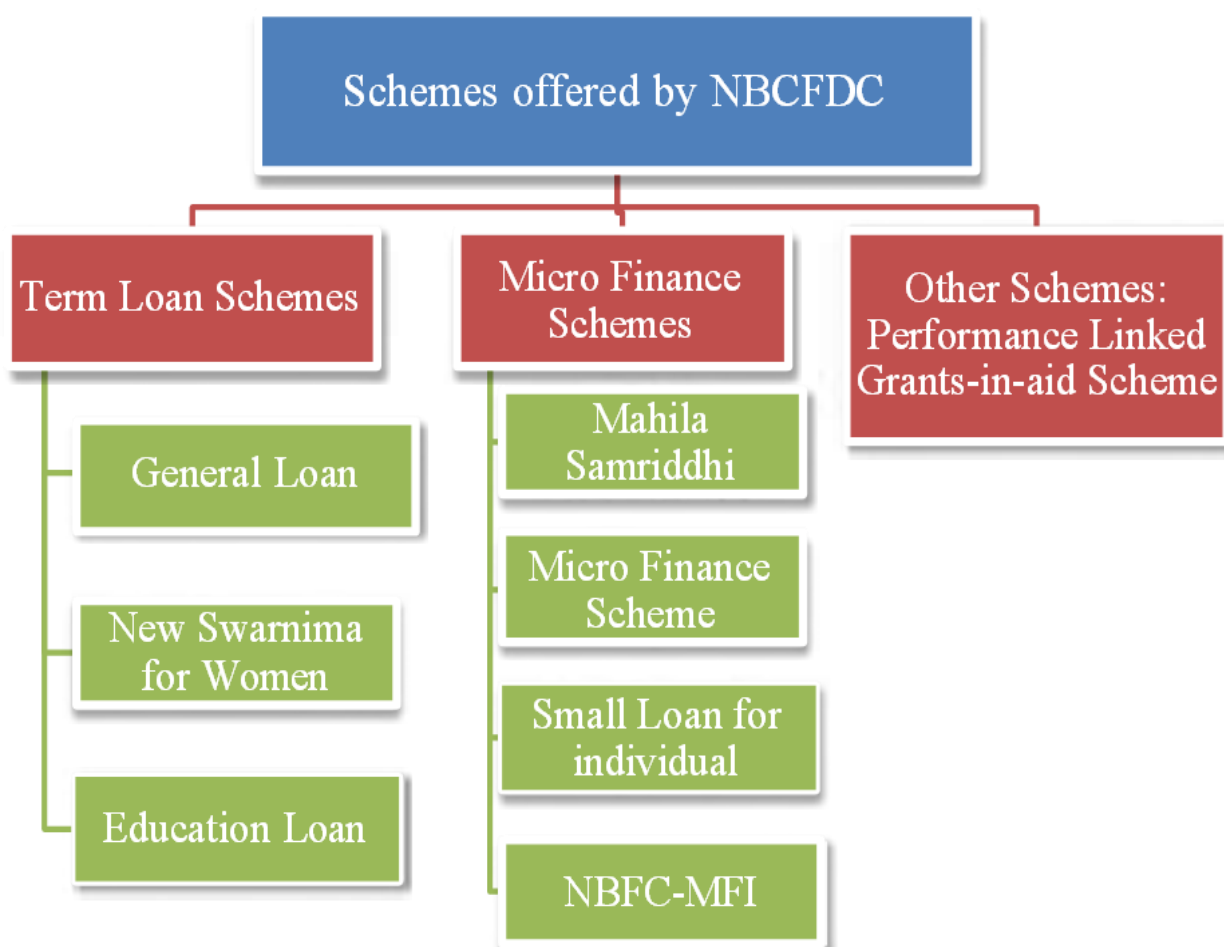 Schemes offered by NBCFDC
Term Loan Schemes
General Loan
New Swarnima
for Women
Education Loan
Micro Finance
Schemes
Mahila
Samriddhi
Micro Finance
Scheme
Small Loan for
individual
NBFC-MFI
Other Schemes:
Performance Linked
Grants-in-aid Scheme